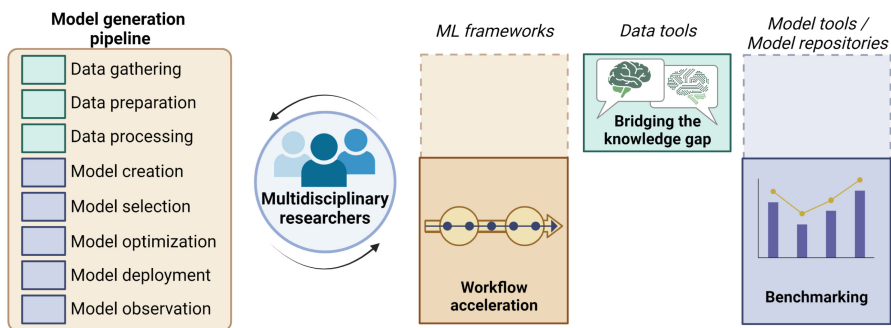 Model generation
pipeline
Data gathering
Data preparation
Data processing
Model creation
Model selection
Model optimization
Model deployment
Model observation
Multidisciplinary
researchers
ML frameworks
Workflow
acceleration
Data tools
Bridging the
knowledge gap
Model tools /
Model repositories
Benchmarking